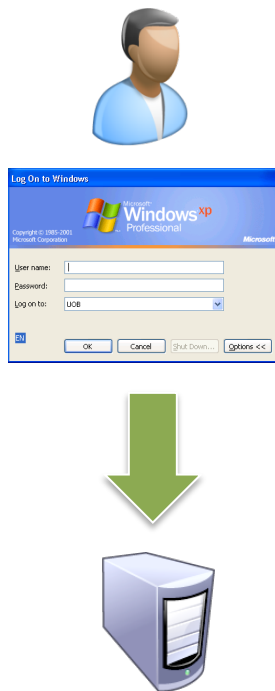 Log On to Windows
Microsoft
Windows xp
Professional
Copyright © 1985-2001
Microsoft Corporation
Microsoft
User name:
Password:
Log on to: UOB
EN
OK Cancel Shut Down... Options <<